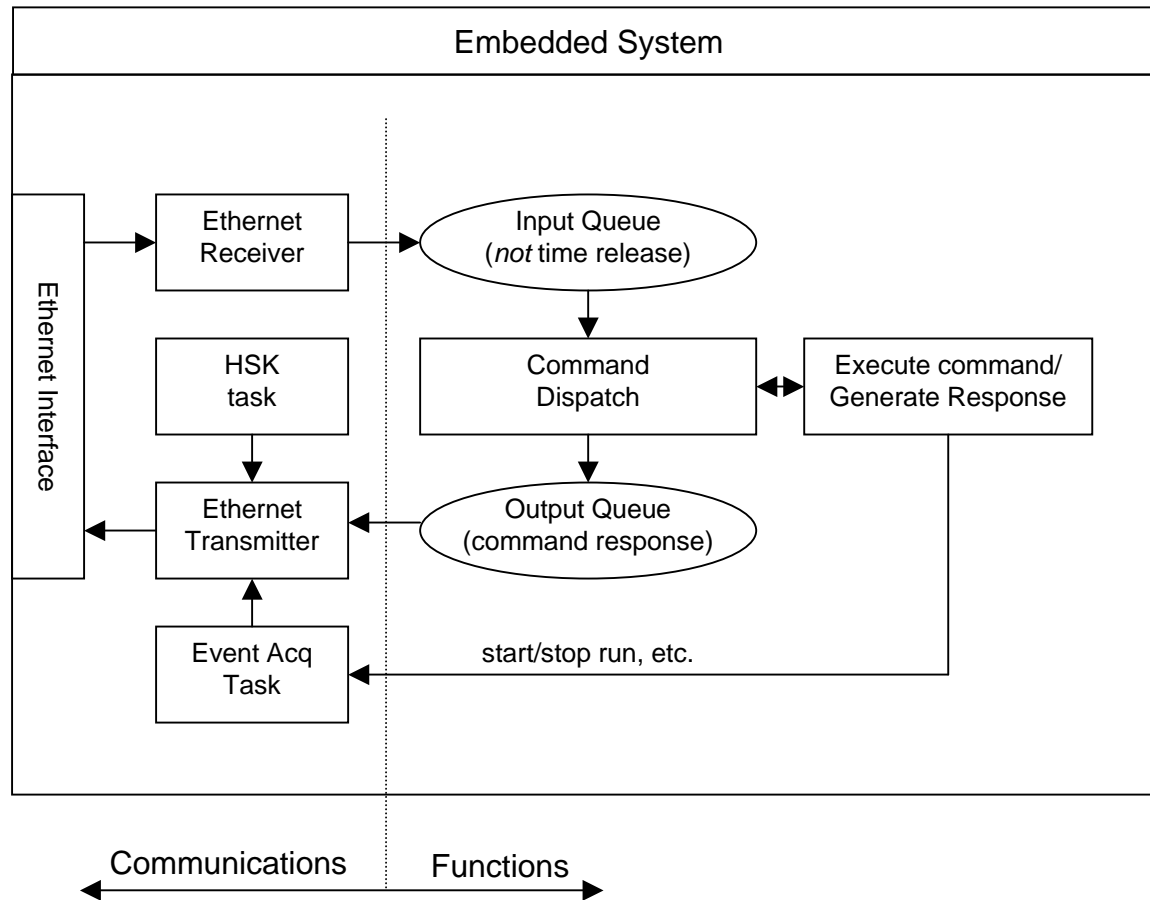 Embedded System
Ethernet Interface
Ethernet
Receiver
Input Queue
(not time release)
HSK
task
Command
Dispatch
Execute command/
Generate Response
Ethernet
Transmitter
Output Queue
(command response)
Event Acq
Task
start/stop run, etc.
Communications
Functions